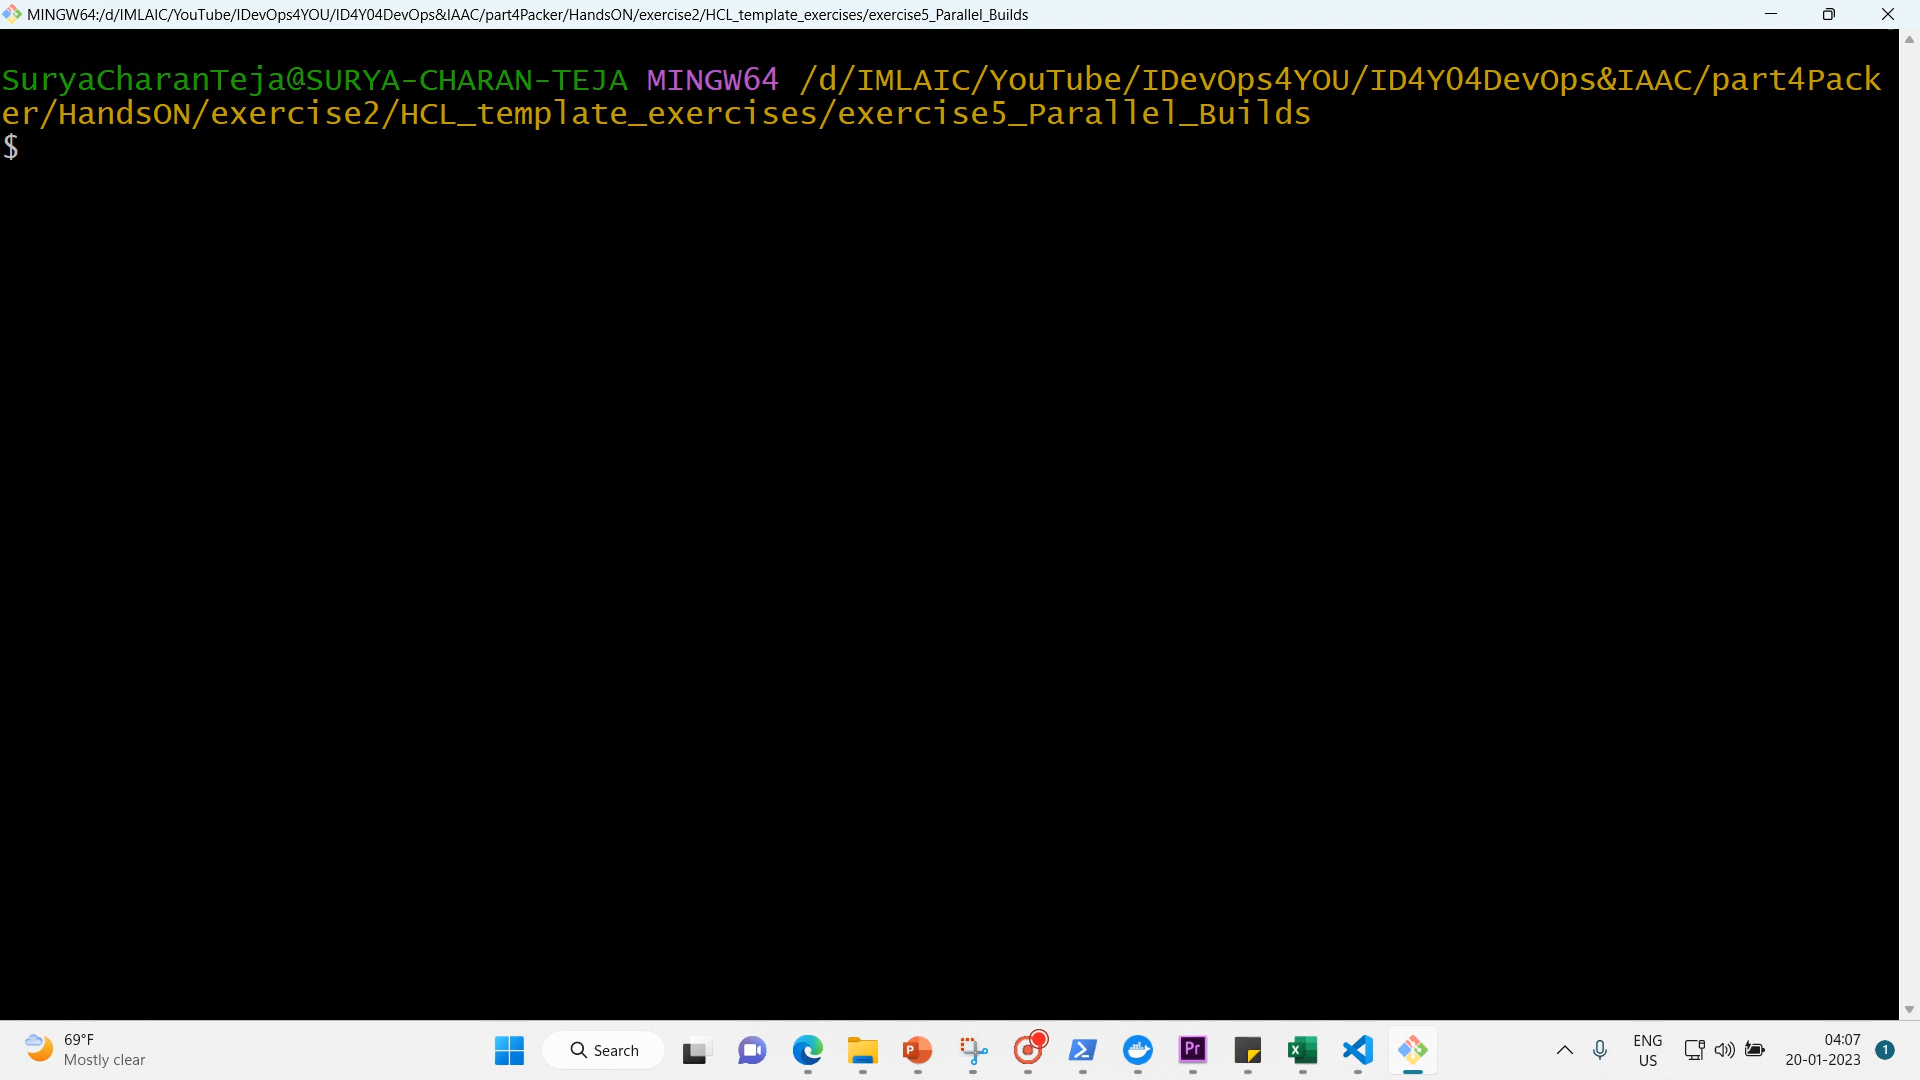 MINGW64:/d/IMLAIC/YouTube/IDevOps4YOU/ID4Y04DevOps&IAAC/part4Packer/HandsON/exercise2/HCL_template_exercises/exercise5_Parallel_Builds
SuryaCharanTeja@SURYA-CHARAN-TEJA MINGW64 /d/IMLAIC/YouTube/IDevOps4YOU/ID4Y04DevOps&IAAC/part4Pack
er/HandsON/exercise2/HCL_template_exercises/exercise5_Parallel_Builds
$
69°F
Mostly clear
Search
P
Pr
X
ENG
US
04:07
20-01-2023
1